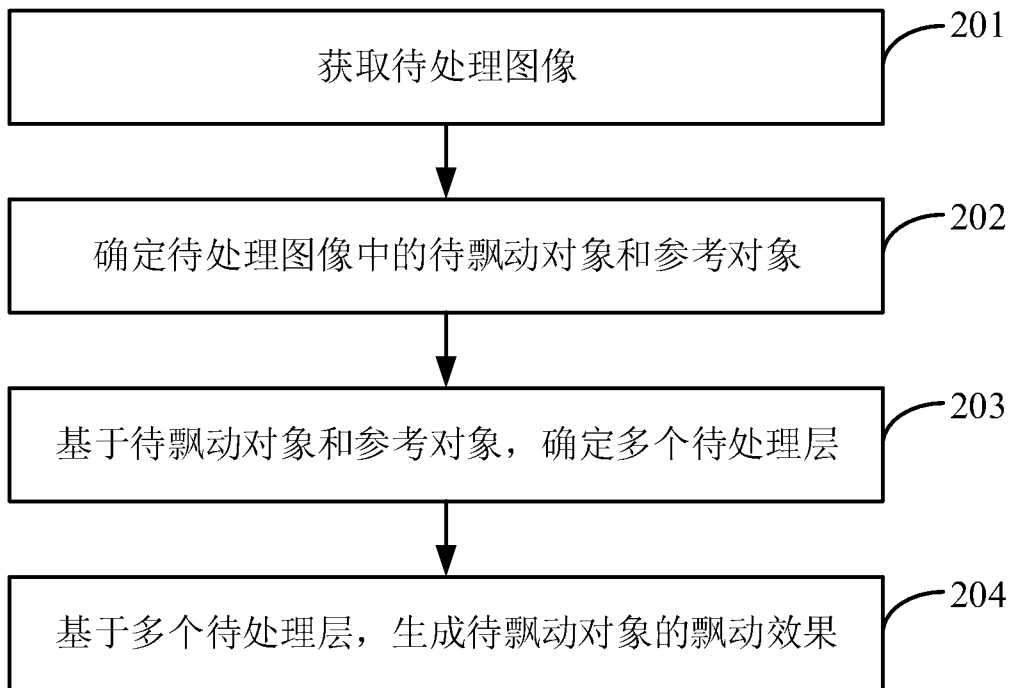 获取待处理图像
201
确定待处理图像中的待飘动对象和参考对象
202
基于待飘动对象和参考对象，确定多个待处理层
203
基于多个待处理层，生成待飘动对象的飘动效果
204